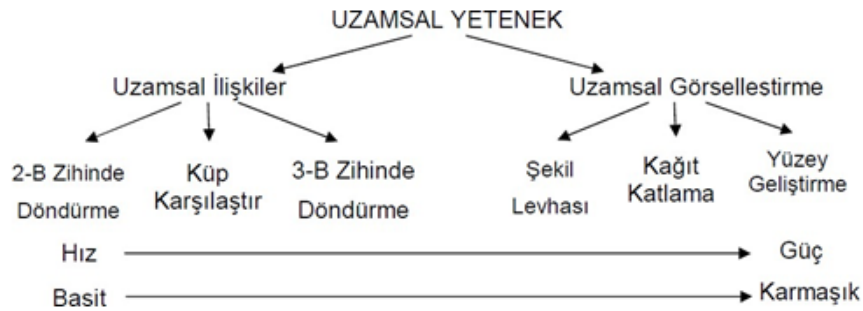 UZAMSAL YETENEK
Uzamsal İlişkiler Uzamsal Görsellestirme
2-B Zihinde Küp 3-B Zihinde Şekil Kağıt Yüzey
Döndürme Karşılaştır Döndürme Levhası Katlama Geliştirme
Hız Güç
Basit Karmaşık